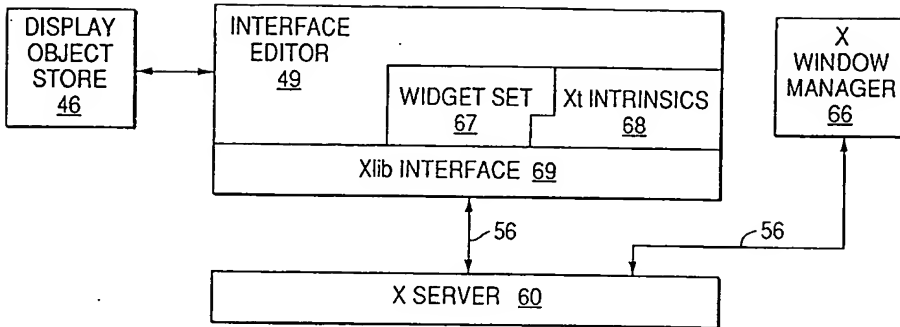 DISPLAY
OBJECT
STORE
46
INTERFACE
EDITOR
49
WIDGET SET
67
Xt INTRINSICS
68
Xlib INTERFACE 69
X
WINDOW
MANAGER
66
56
56
X SERVER 60